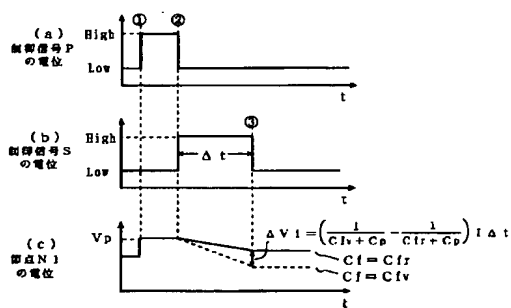 (a)
制御信号P
の電位
High
Low
①
②
t
(b)
制御信号S
の電位
High
Low
Δt
③
t
(c)
節点N1
の電位
Vp
ΔVi=(1/(Cfv+Cp) - 1/(Cfr+Cp)) I Δt
Cf=Cfr
Cf=Cfv
t